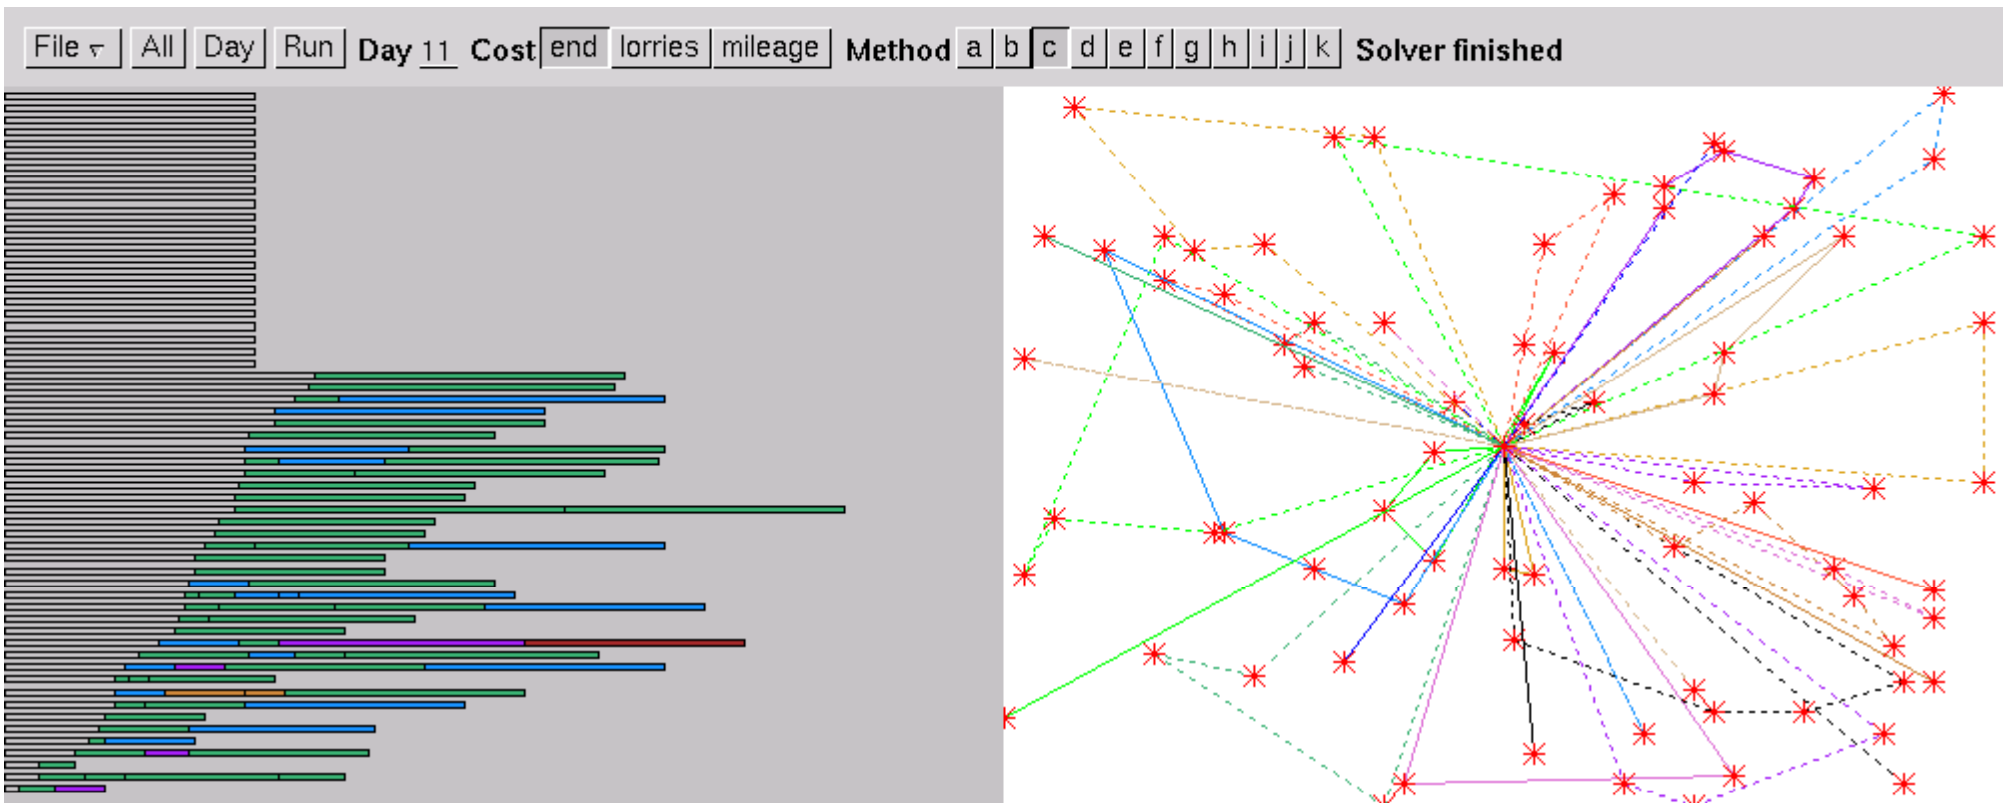 File ▿ All Day Run Day 11 Cost end lorries mileage Method a b c d e f g h i j k Solver finished